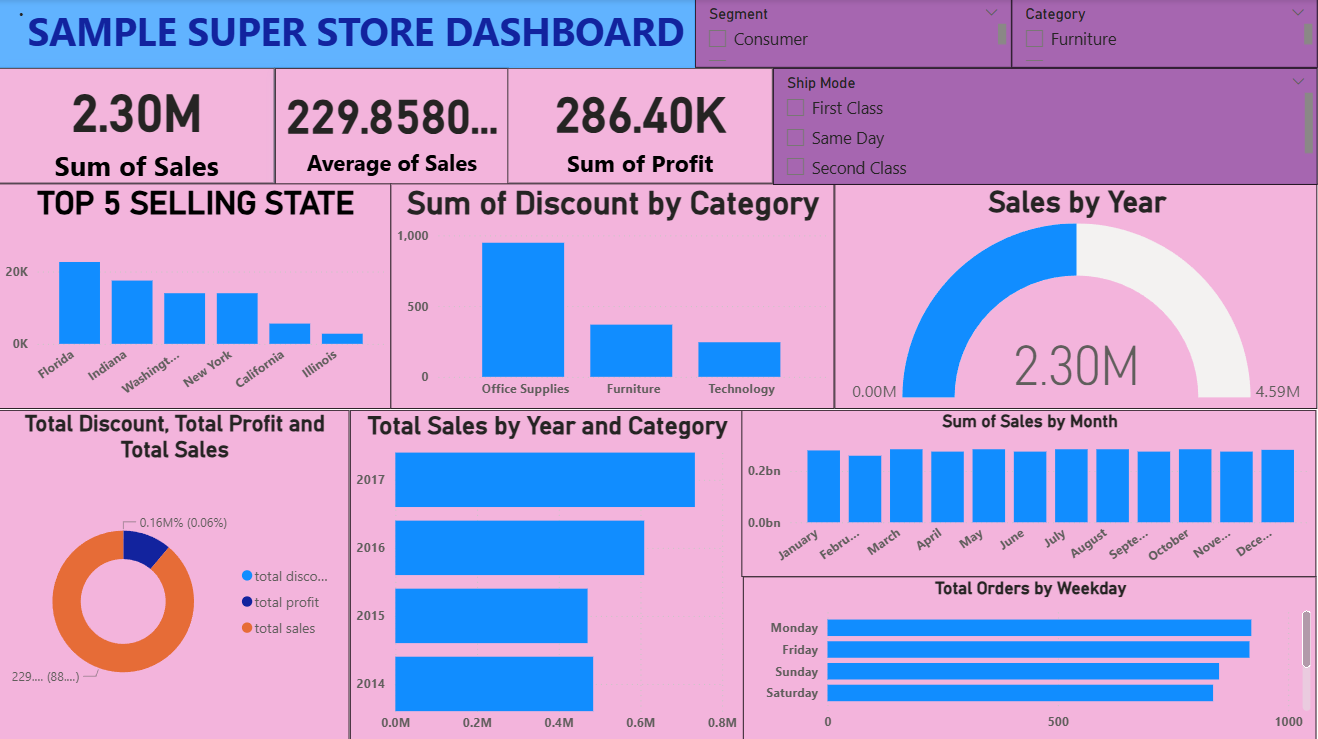 SAMPLE SUPER STORE DASHBOARD
Segment
Consumer
Category
Furniture
2.30M
Sum of Sales
229.8580...
Average of Sales
286.40K
Sum of Profit
Ship Mode
First Class
Same Day
Second Class
TOP 5 SELLING STATE
20K
0K
Florida
Indiana
Washingt...
New York
California
Illinois
Sum of Discount by Category
1,000
500
0
Office Supplies
Furniture
Technology
Sales by Year
2.30M
0.00M
4.59M
Total Discount, Total Profit and
Total Sales
0.16M% (0.06%)
total disco...
total profit
total sales
229.... (88....)
Total Sales by Year and Category
2017
2016
2015
2014
0.0M 0.2M 0.4M 0.6M 0.8M
Sum of Sales by Month
0.2bn
0.0bn
January
Febru...
March
April
May
June
July
August
Septe...
October
Nove...
Dece...
Total Orders by Weekday
Monday
Friday
Sunday
Saturday
0 500 1000